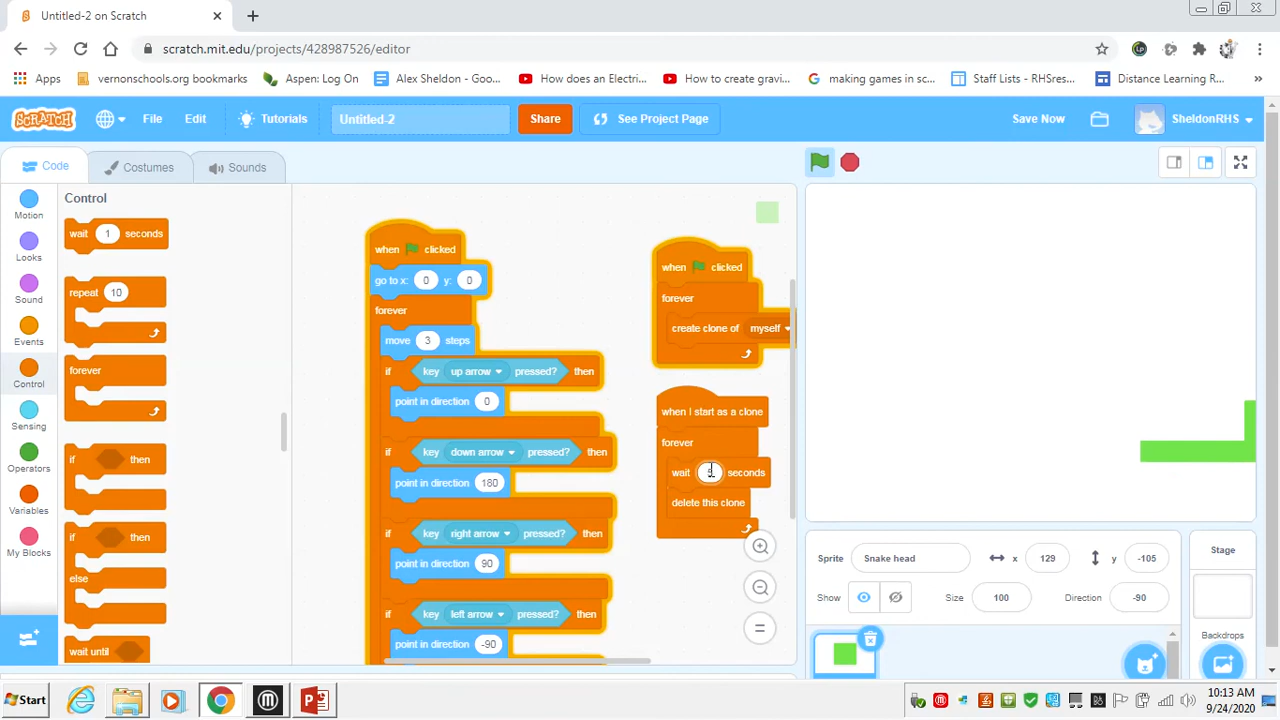 Untitled-2 on Scratch
scratch.mit.edu/projects/428987526/editor
Apps
vernonschools.org bookmarks
Aspen: Log On
Alex Sheldon - Goo...
How does an Electri...
How to create gravi...
making games in sc...
Staff Lists - RHSres...
Distance Learning R...
»
SCRATCH
File
Edit
Tutorials
Untitled-2
Share
See Project Page
Save Now
SheldonRHS
Code
Costumes
Sounds
Motion
Looks
Sound
Events
Control
Sensing
Operators
Variables
My Blocks
Control
wait 1 seconds
repeat 10
forever
if then
if then
else
wait until
when clicked
go to x: 0 y: 0
forever
move 3 steps
if key up arrow pressed? then
point in direction 0
if key down arrow pressed? then
point in direction 180
if key right arrow pressed? then
point in direction 90
if key left arrow pressed? then
point in direction -90
when clicked
forever
create clone of myself
when I start as a clone
forever
wait seconds
delete this clone
Sprite Snake head x 129 y -105
Show Size 100 Direction -90
Stage
Backdrops
Start
10:13 AM
9/24/2020